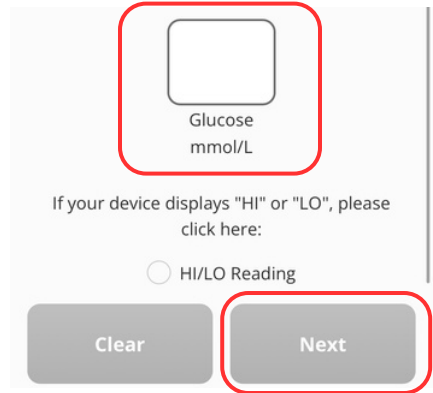 Glucose
mmol/L
If your device displays "HI" or "LO", please
click here:
HI/LO Reading
Clear
Next